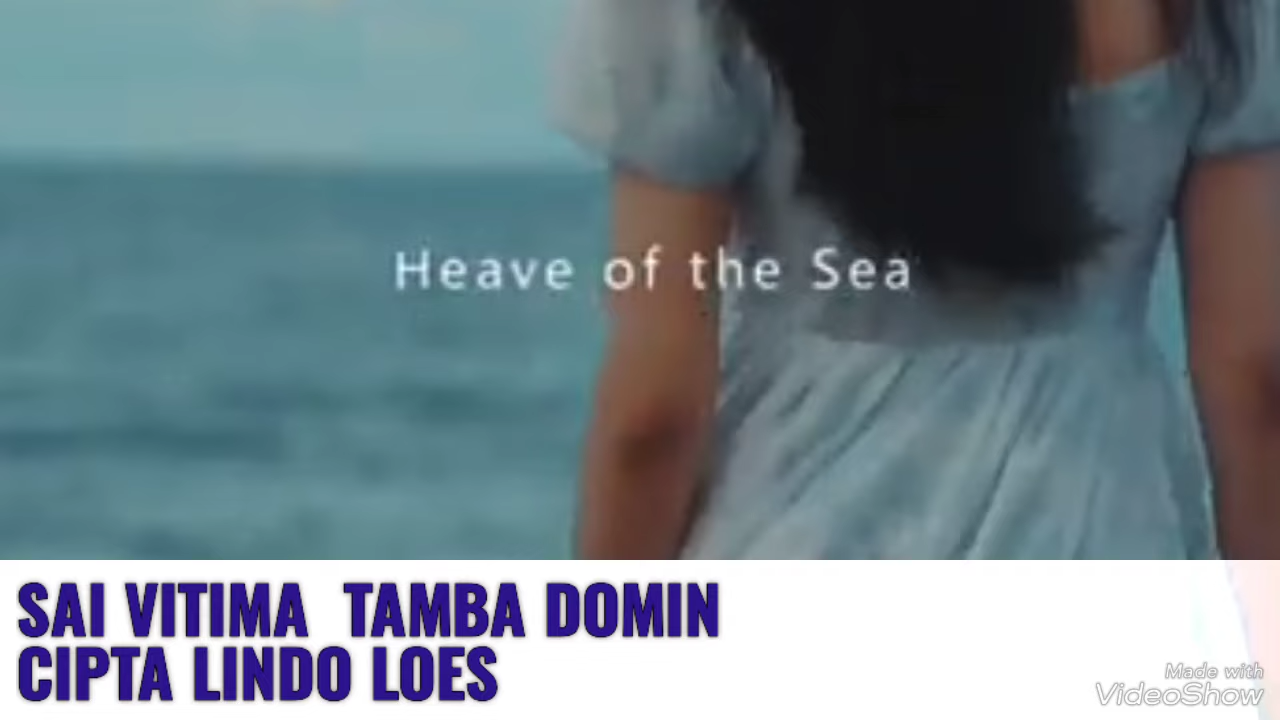 Heave of the Sea
SAI VITIMA TAMBA DOMIN
CIPTA LINDO LOES
Made with
VideoShow